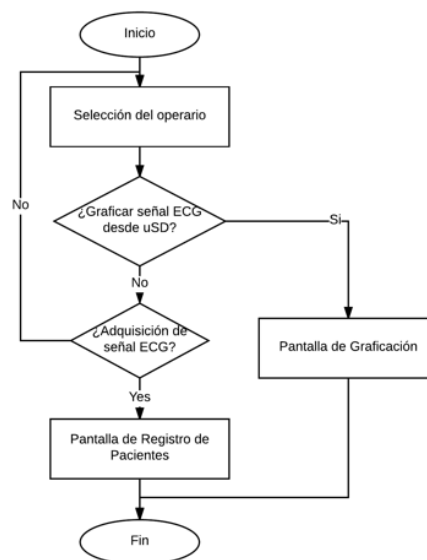 Inicio
Selección del operario
No
¿Graficar señal ECG
desde uSD?
Si
No
¿Adquisición de
señal ECG?
Pantalla de Graficación
Yes
Pantalla de Registro de
Pacientes
Fin